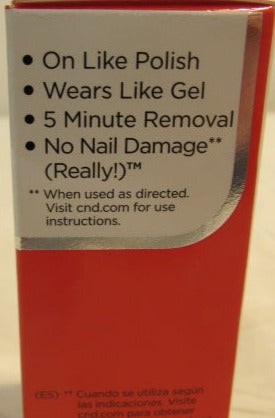 • On Like Polish
• Wears Like Gel
• 5 Minute Removal
• No Nail Damage**
(Really!)™
** When used as directed.
Visit cnd.com for use
instructions.
(ES) ** Cuando se utiliza según
las indicaciones. Visite
cnd.com para obtener